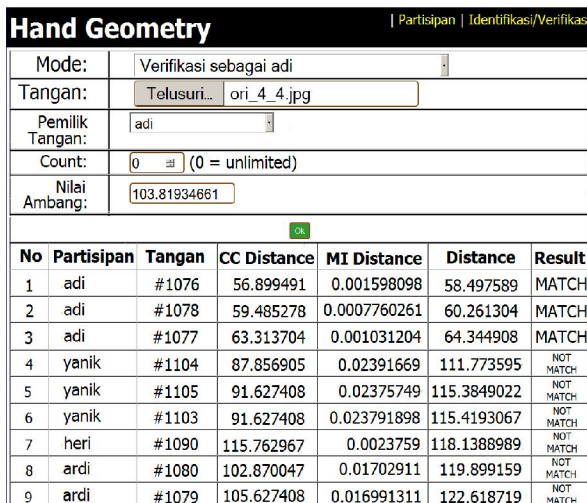 Hand Geometry
| Partisipan | Identifikasi/Verifikas
Mode: Verifikasi sebagai adi
Tangan: Telusuri... ori_4_4.jpg
Pemilik Tangan: adi
Count: 0 (0 = unlimited)
Nilai Ambang: 103.81934661
Ok
No Partisipan Tangan CC Distance MI Distance Distance Result
1 adi #1076 56.899491 0.001598098 58.497589 MATCH
2 adi #1078 59.485278 0.0007760261 60.261304 MATCH
3 adi #1077 63.313704 0.001031204 64.344908 MATCH
4 yanik #1104 87.856905 0.02391669 111.773595 NOT MATCH
5 yanik #1105 91.627408 0.02375749 115.3849022 NOT MATCH
6 yanik #1103 91.627408 0.023791898 115.4193067 NOT MATCH
7 heri #1090 115.762967 0.0023759 118.1388989 NOT MATCH
8 ardi #1080 102.870047 0.01702911 119.899159 NOT MATCH
9 ardi #1079 105.627408 0.016991311 122.618719 NOT MATCH